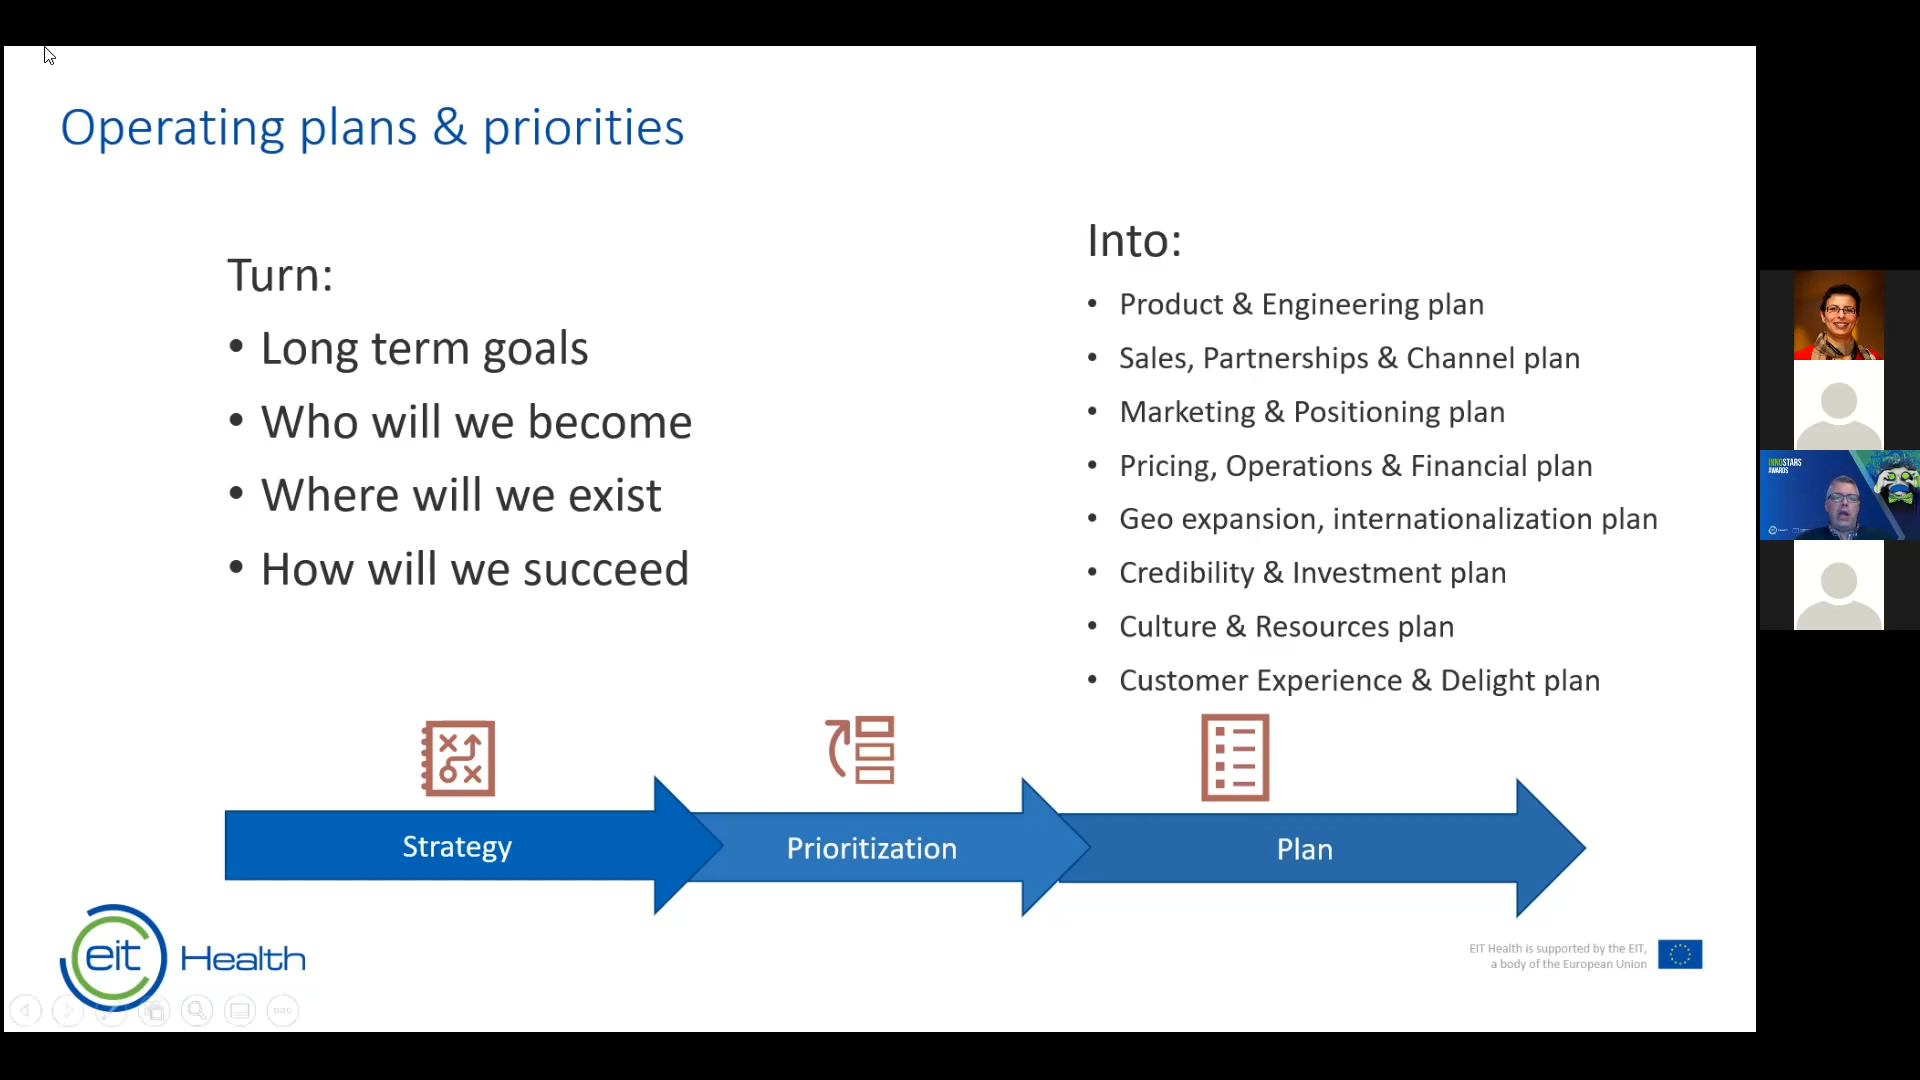 Operating plans & priorities
Turn:
• Long term goals
• Who will we become
• Where will we exist
• How will we succeed
Into:
• Product & Engineering plan
• Sales, Partnerships & Channel plan
• Marketing & Positioning plan
• Pricing, Operations & Financial plan
• Geo expansion, internationalization plan
• Credibility & Investment plan
• Culture & Resources plan
• Customer Experience & Delight plan
Strategy
Prioritization
Plan
eit Health
EIT Health is supported by the EIT,
a body of the European Union
INNOSTARS
AWARDS